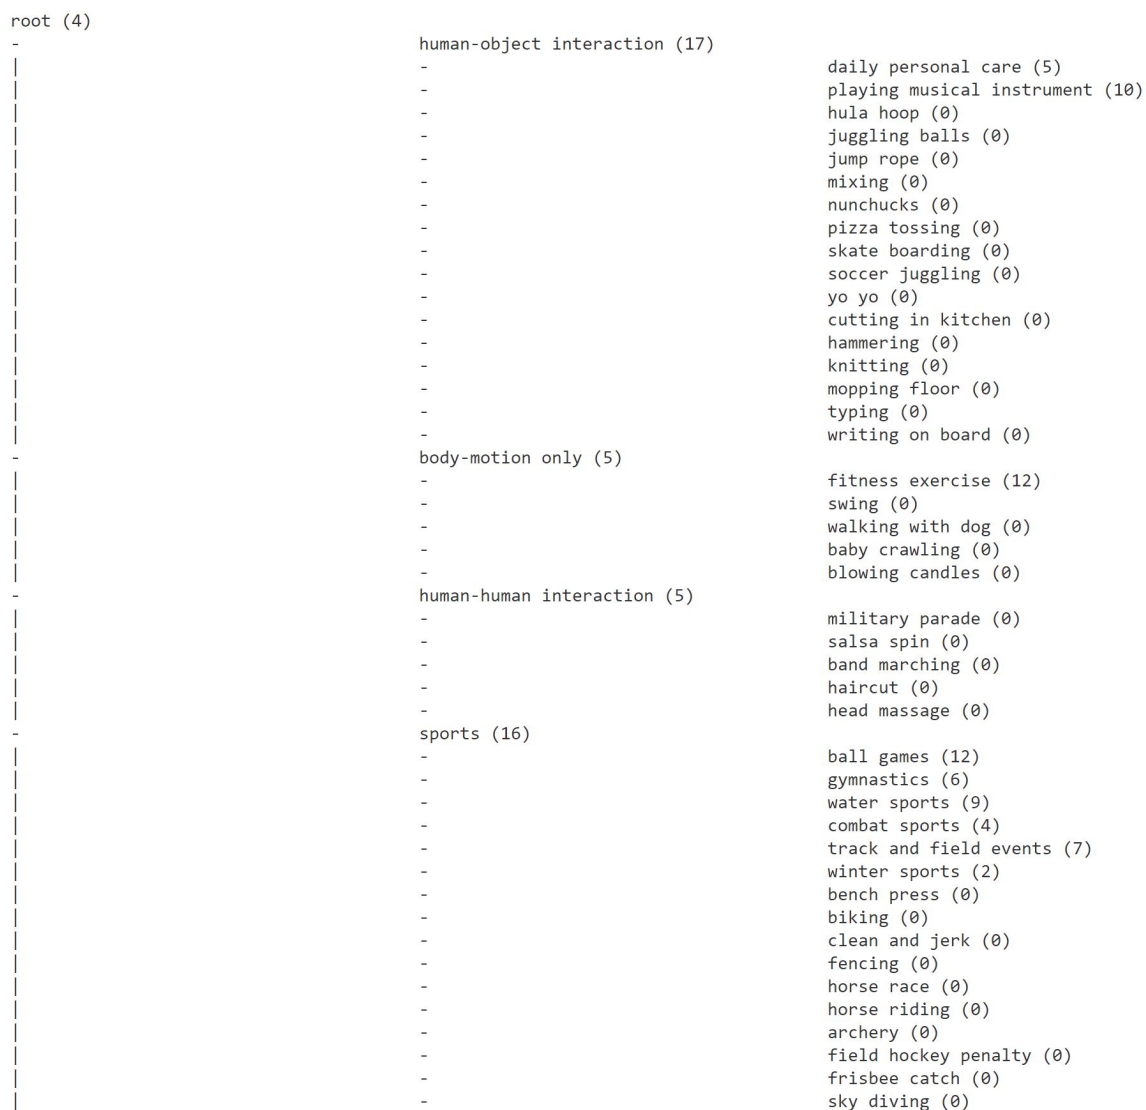 root (4)
- human-object interaction (17)
| - daily personal care (5)
| - playing musical instrument (10)
| - hula hoop (0)
| - juggling balls (0)
| - jump rope (0)
| - mixing (0)
| - nunchucks (0)
| - pizza tossing (0)
| - skate boarding (0)
| - soccer juggling (0)
| - yo yo (0)
| - cutting in kitchen (0)
| - hammering (0)
| - knitting (0)
| - mopping floor (0)
| - typing (0)
| - writing on board (0)
- body-motion only (5)
| - fitness exercise (12)
| - swing (0)
| - walking with dog (0)
| - baby crawling (0)
| - blowing candles (0)
- human-human interaction (5)
| - military parade (0)
| - salsa spin (0)
| - band marching (0)
| - haircut (0)
| - head massage (0)
- sports (16)
| - ball games (12)
| - gymnastics (6)
| - water sports (9)
| - combat sports (4)
| - track and field events (7)
| - winter sports (2)
| - bench press (0)
| - biking (0)
| - clean and jerk (0)
| - fencing (0)
| - horse race (0)
| - horse riding (0)
| - archery (0)
| - field hockey penalty (0)
| - frisbee catch (0)
| - sky diving (0)